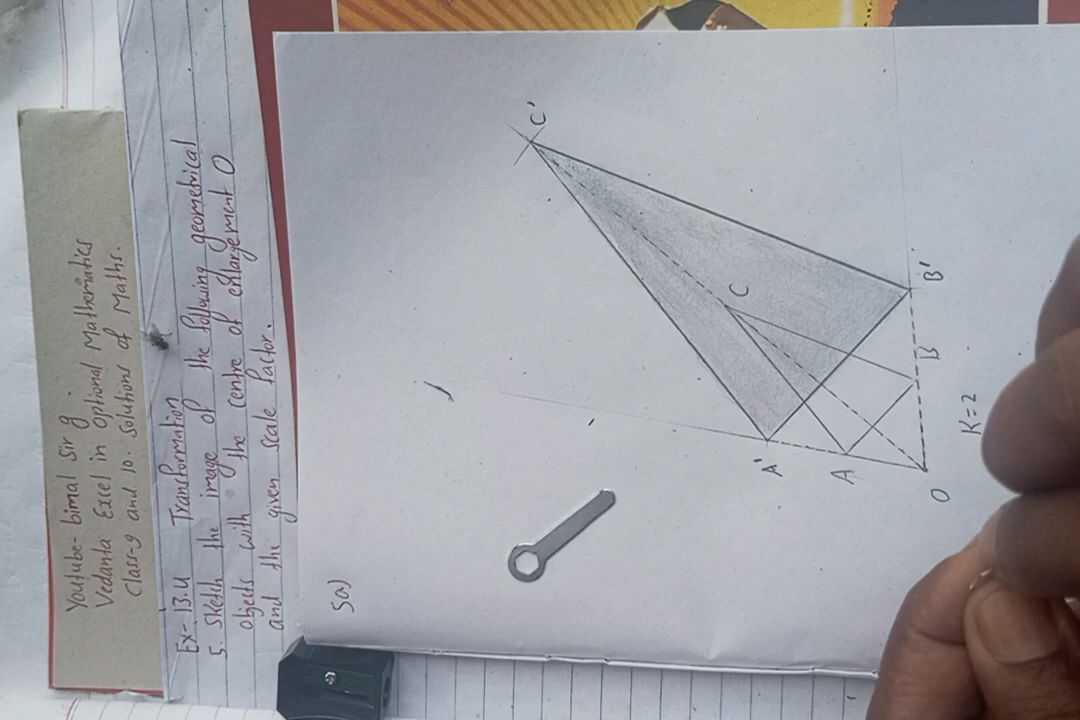 Youtube- bimal Sir g.
Vedanta Excel in optional Mathematics
Class-9 and 10. Solutions of Maths.
Ex- 13.4 Transformation
5. Sketch the image of the following geometrical
objects with the centre of enlargement O
and the given scale factor.
5a)
C'
C
A'
A
B'
B
O
K=2